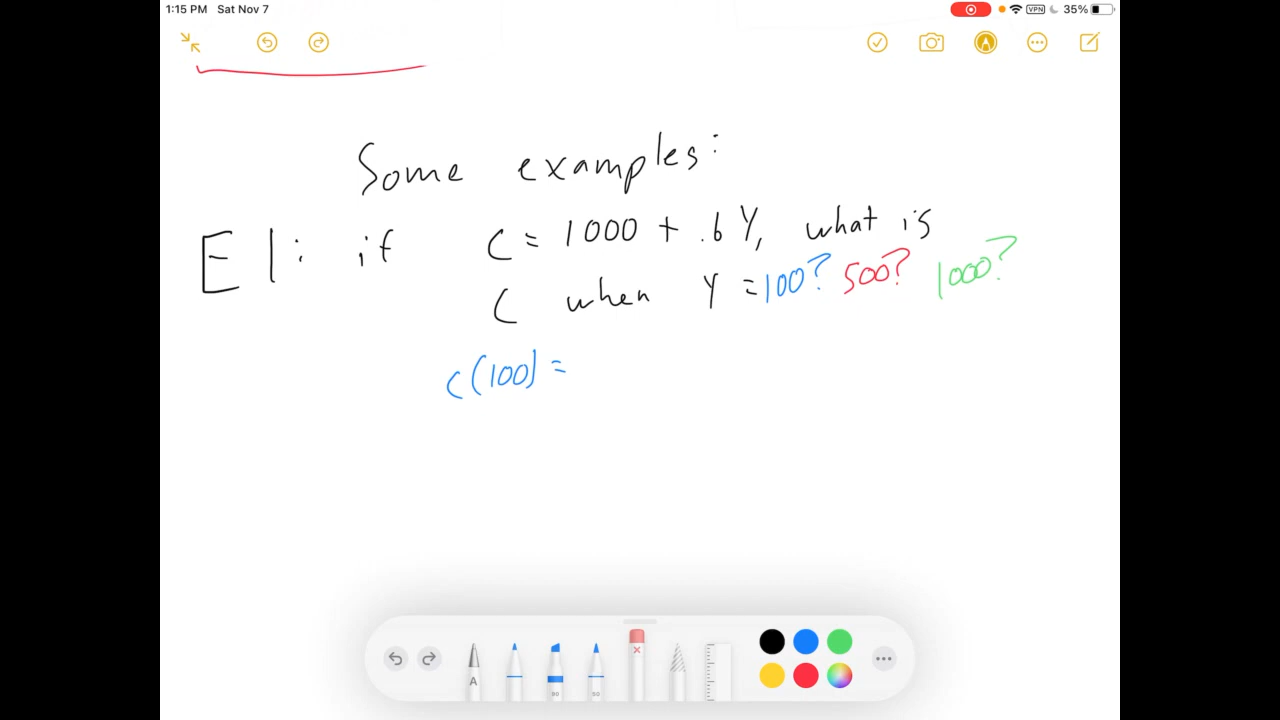 1:15 PM Sat Nov 7
VPN 35%
Some examples:
E1: if C = 1000 + .6Y, what is
C when Y = 100? 500? 1000?
C(100) =
A